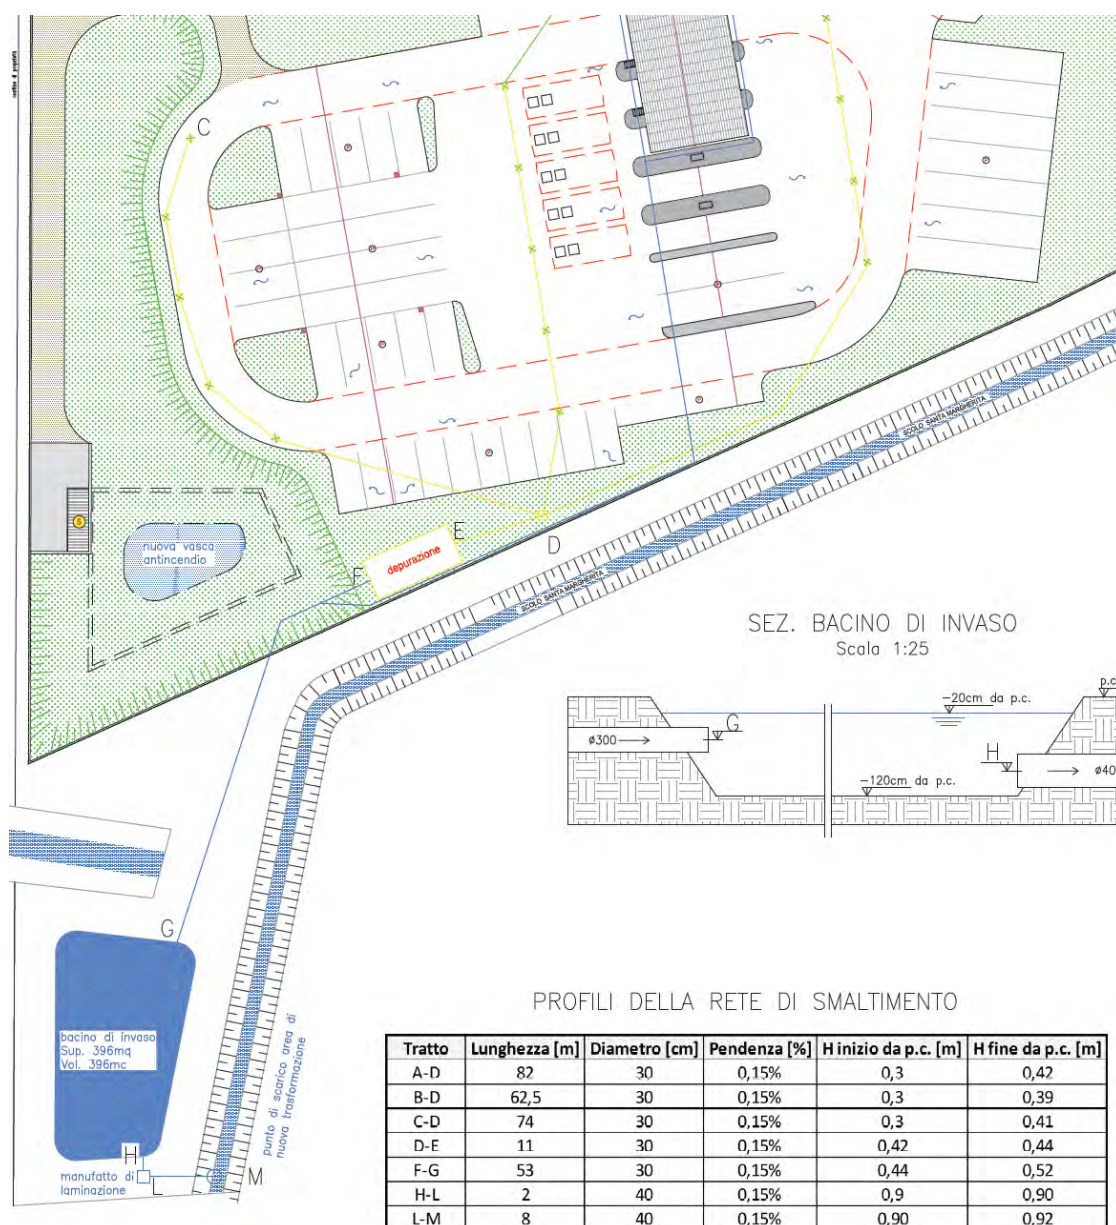 confine di proprietà
C
nuova vasca
antincendio
5
depurazione
E
F
D
SCOLO SANTA MARGHERITA
SCOLO SANTA MARGHERITA
SEZ. BACINO DI INVASO
Scala 1:25
p.c
-20cm da p.c.
G
ø300
H
-120cm da p.c.
ø40
G
bacino di invaso
Sup. 396mq
Vol. 396mc
punto di scarico area di
nuova trasformazione
H
manufatto di
laminazione
L
M
PROFILI DELLA RETE DI SMALTIMENTO
Tratto Lunghezza [m] Diametro [cm] Pendenza [%] H inizio da p.c. [m] H fine da p.c. [m]
A-D 82 30 0,15% 0,3 0,42
B-D 62,5 30 0,15% 0,3 0,39
C-D 74 30 0,15% 0,3 0,41
D-E 11 30 0,15% 0,42 0,44
F-G 53 30 0,15% 0,44 0,52
H-L 2 40 0,15% 0,9 0,90
L-M 8 40 0,15% 0,90 0,92